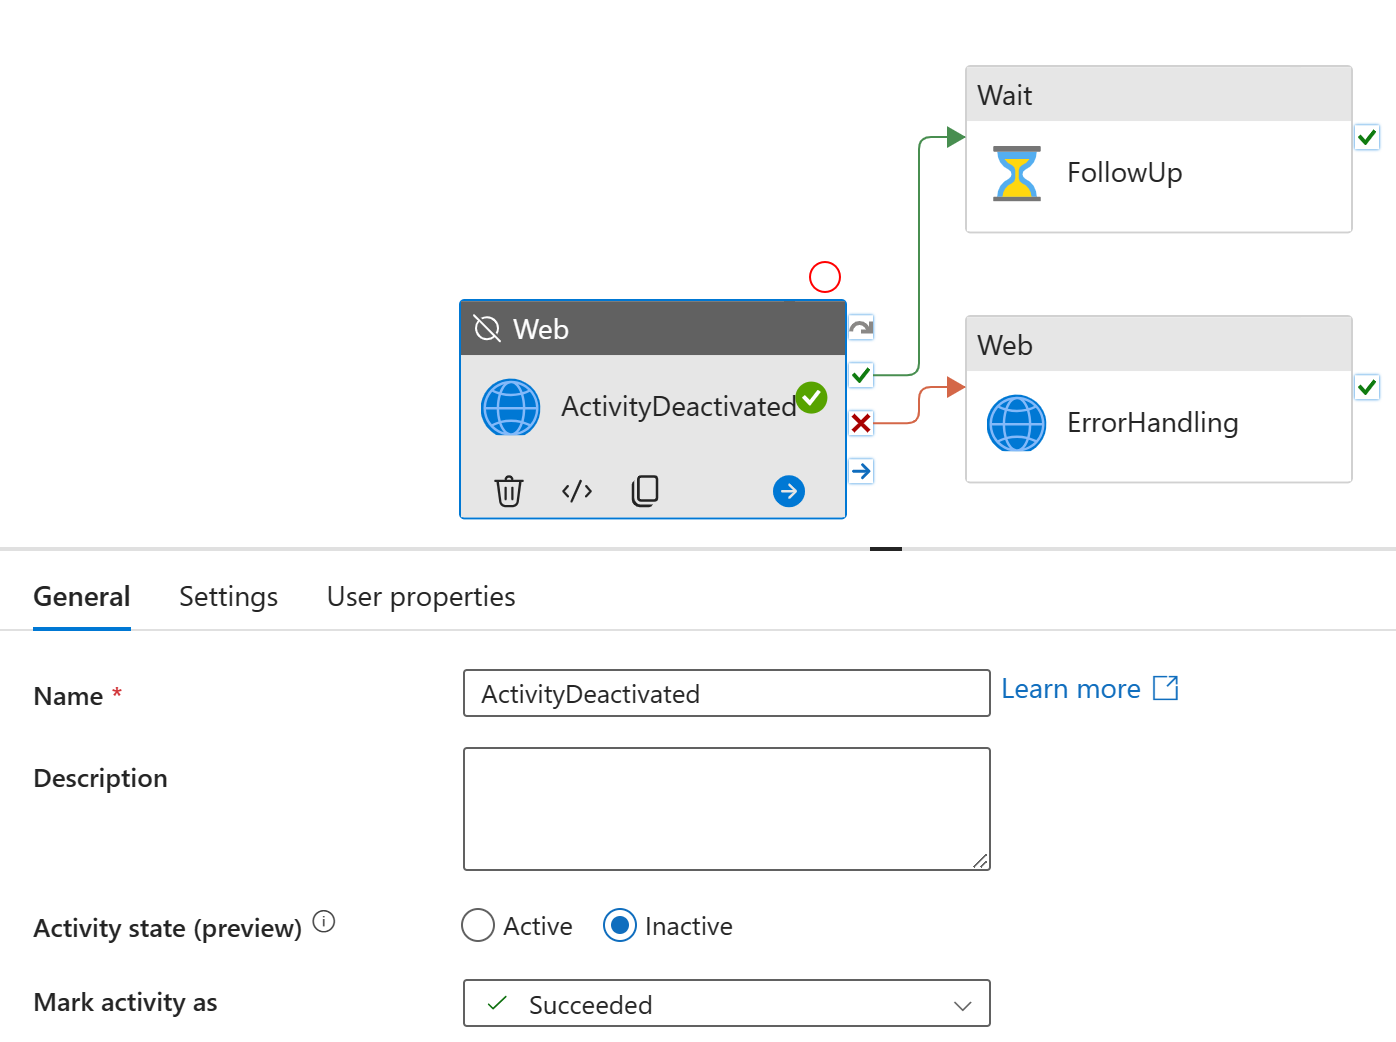 Wait
FollowUp
Web
ActivityDeactivated
Web
ErrorHandling
General Settings User properties
Name * ActivityDeactivated Learn more
Description
Activity state (preview) Active Inactive
Mark activity as Succeeded